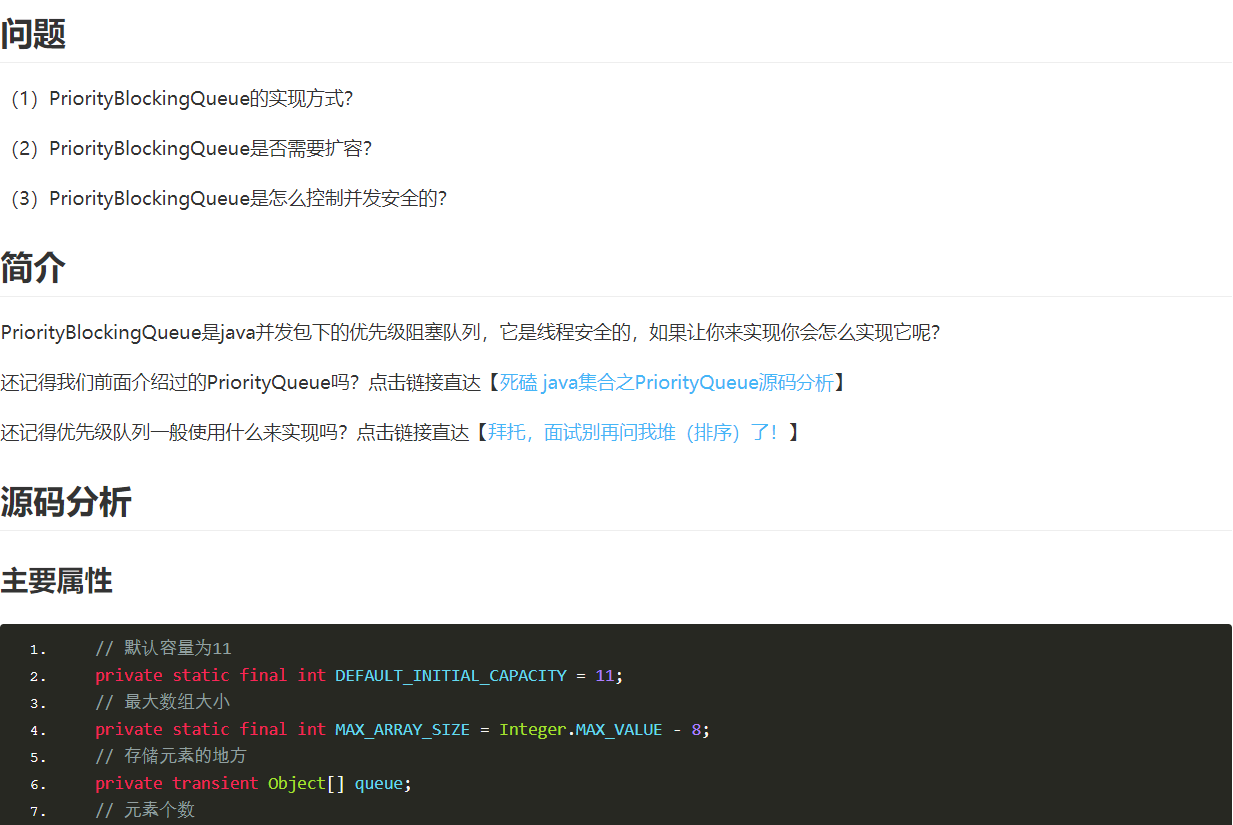 问题
（1）PriorityBlockingQueue的实现方式？
（2）PriorityBlockingQueue是否需要扩容？
（3）PriorityBlockingQueue是怎么控制并发安全的？
简介
PriorityBlockingQueue是java并发包下的优先级阻塞队列，它是线程安全的，如果让你来实现你会怎么实现它呢？
还记得我们前面介绍过的PriorityQueue吗？点击链接直达【死磕 java集合之PriorityQueue源码分析】
还记得优先级队列一般使用什么来实现吗？点击链接直达【拜托，面试别再问我堆（排序）了！】
源码分析
主要属性
1. // 默认容量为11
2. private static final int DEFAULT_INITIAL_CAPACITY = 11;
3. // 最大数组大小
4. private static final int MAX_ARRAY_SIZE = Integer.MAX_VALUE - 8;
5. // 存储元素的地方
6. private transient Object[] queue;
7. // 元素个数